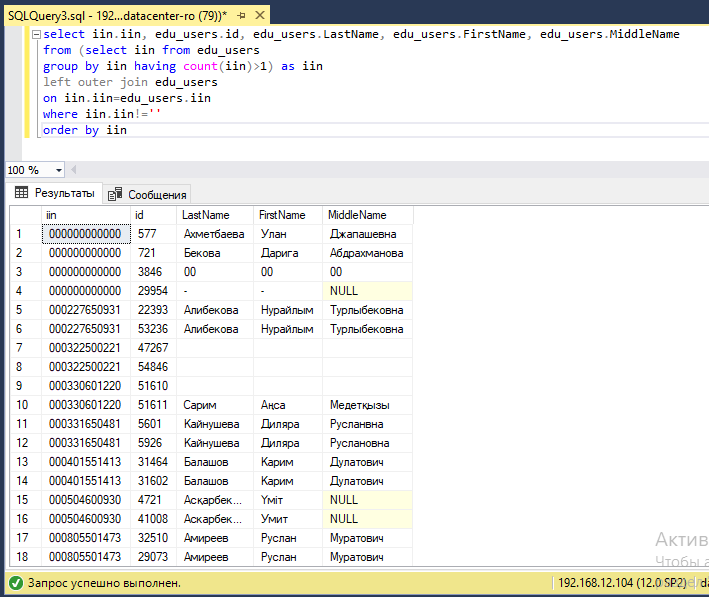 SQLQuery3.sql - 192...datacenter-ro (79))*
select iin.iin, edu_users.id, edu_users.LastName, edu_users.FirstName, edu_users.MiddleName
from (select iin from edu_users
group by iin having count(iin)>1) as iin
left outer join edu_users
on iin.iin=edu_users.iin
where iin.iin!=''
order by iin
100 %
Результаты Сообщения
iin id LastName FirstName MiddleName
1 000000000000 577 Ахметбаева Улан Джапашевна
2 000000000000 721 Бекова Дарига Абдрахманова
3 000000000000 3846 00 00 00
4 000000000000 29954 - - NULL
5 000227650931 22393 Алибекова Нурайлым Турлыбековна
6 000227650931 53236 Алибекова Нурайлым Турлыбековна
7 000322500221 47267
8 000322500221 54846
9 000330601220 51610
10 000330601220 51611 Сарим Аңса Медетқызы
11 000331650481 5601 Кайнушева Диляра Русланвна
12 000331650481 5926 Кайнушева Диляра Руслановна
13 000401551413 31464 Балашов Карим Дулатович
14 000401551413 31602 Балашов Карим Дулатович
15 000504600930 4721 Асқарбек... Үміт NULL
16 000504600930 41008 Аскарбек... Умит NULL
17 000805501473 32510 Амиреев Руслан Муратович
18 000805501473 29073 Амиреев Руслан Муратович
Актив
Чтобы а
Запрос успешно выполнен. 192.168.12.104 (12.0 SP2) da